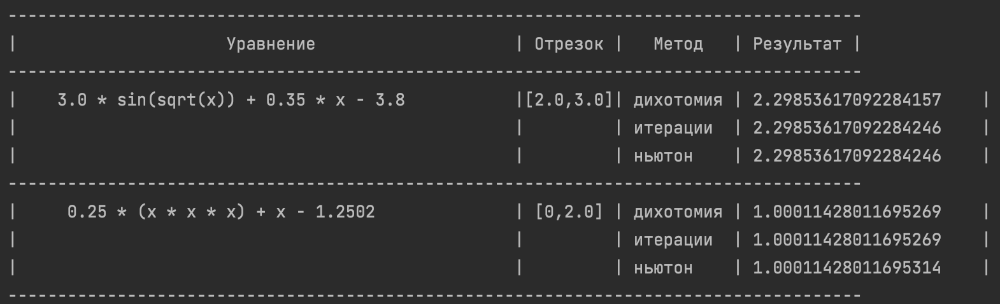 --------------------------------------------------------------------------------------
|                     Уравнение                    | Отрезок |   Метод   | Результат |
--------------------------------------------------------------------------------------
|    3.0 * sin(sqrt(x)) + 0.35 * x - 3.8           |[2.0,3.0]| дихотомия | 2.29853617092284157    |
|                                                  |         | итерации  | 2.29853617092284246    |
|                                                  |         | ньютон    | 2.29853617092284246    |
--------------------------------------------------------------------------------------
|     0.25 * (x * x * x) + x - 1.2502              | [0,2.0] | дихотомия | 1.00011428011695269    |
|                                                  |         | итерации  | 1.00011428011695269    |
|                                                  |         | ньютон    | 1.00011428011695314    |
--------------------------------------------------------------------------------------